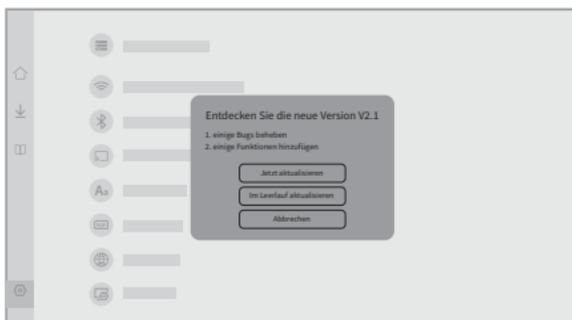 Entdecken Sie die neue Version V2.1
1. einige Bugs beheben
2. einige Funktionen hinzufügen
Jetzt aktualisieren
Im Leerlauf aktualisieren
Abbrechen
Aa